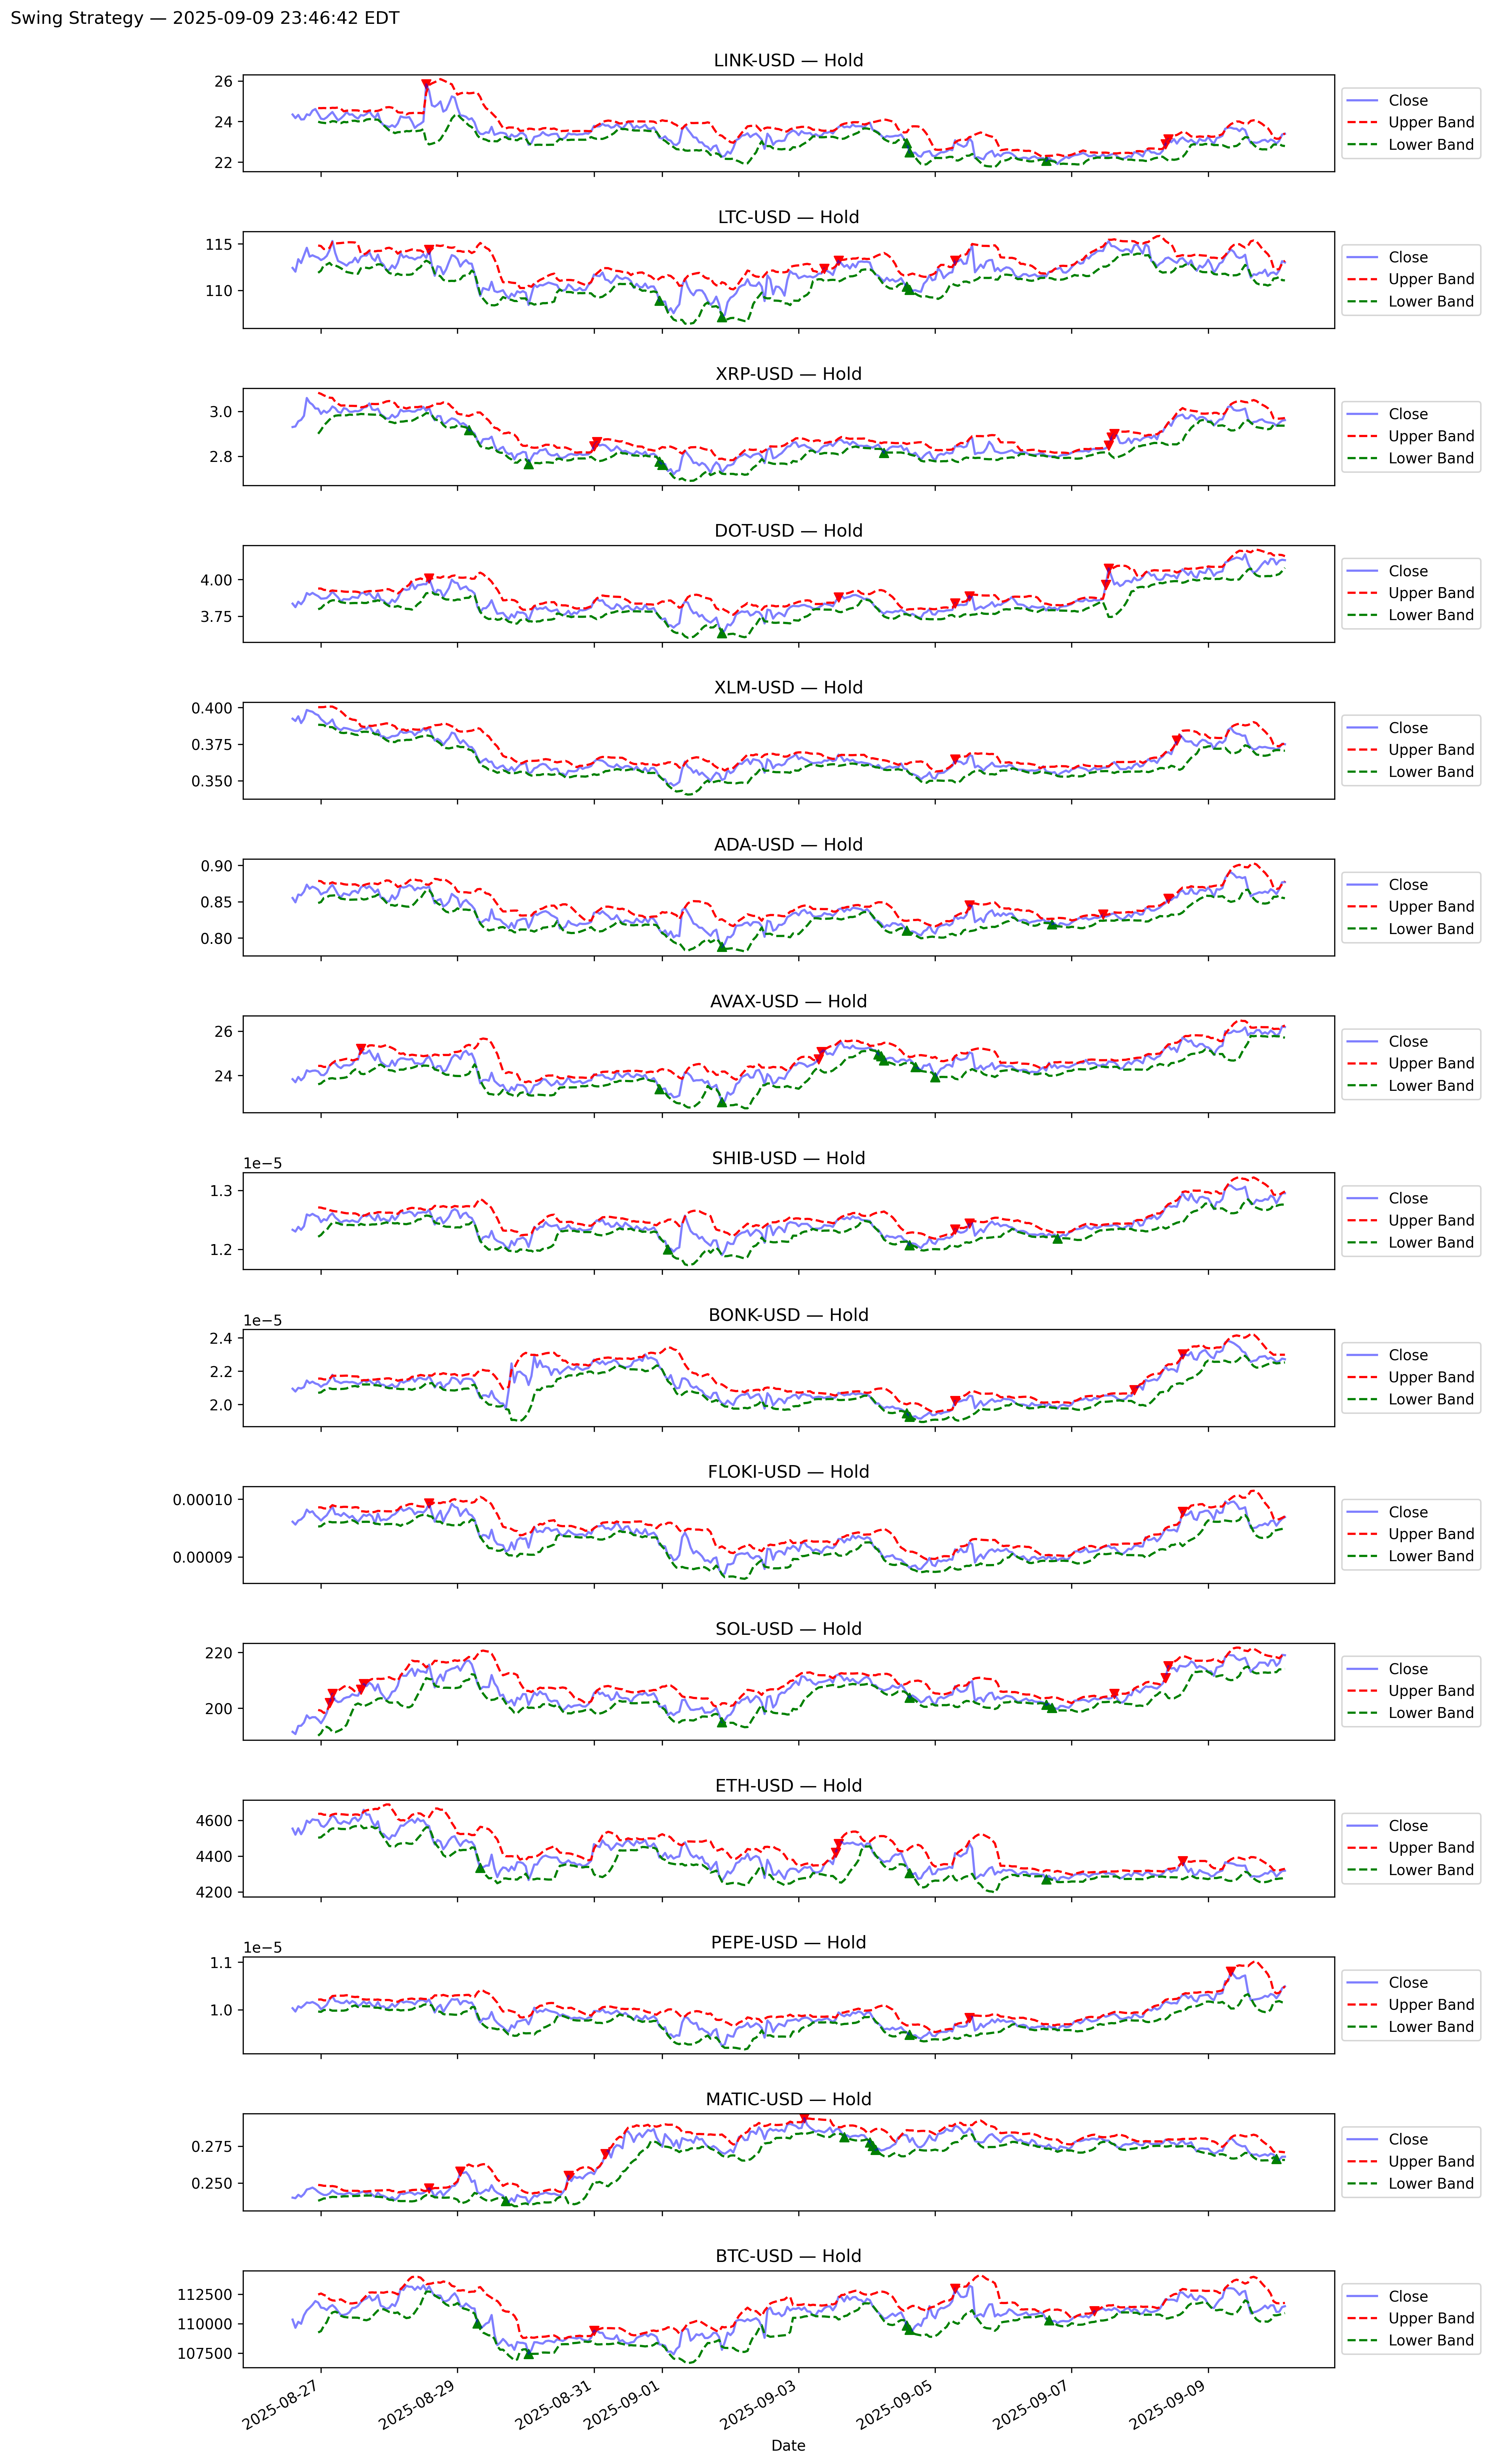 Swing Strategy — 2025-09-09 23:46:42 EDT
LINK-USD — Hold
26
24
22
Close
Upper Band
Lower Band
LTC-USD — Hold
115
110
Close
Upper Band
Lower Band
XRP-USD — Hold
3.0
2.8
Close
Upper Band
Lower Band
DOT-USD — Hold
4.00
3.75
Close
Upper Band
Lower Band
XLM-USD — Hold
0.400
0.375
0.350
Close
Upper Band
Lower Band
ADA-USD — Hold
0.90
0.85
0.80
Close
Upper Band
Lower Band
AVAX-USD — Hold
26
24
Close
Upper Band
Lower Band
SHIB-USD — Hold
1e−5
1.3
1.2
Close
Upper Band
Lower Band
BONK-USD — Hold
1e−5
2.4
2.2
2.0
Close
Upper Band
Lower Band
FLOKI-USD — Hold
0.00010
0.00009
Close
Upper Band
Lower Band
SOL-USD — Hold
220
200
Close
Upper Band
Lower Band
ETH-USD — Hold
4600
4400
4200
Close
Upper Band
Lower Band
PEPE-USD — Hold
1e−5
1.1
1.0
Close
Upper Band
Lower Band
MATIC-USD — Hold
0.275
0.250
Close
Upper Band
Lower Band
BTC-USD — Hold
112500
110000
107500
Close
Upper Band
Lower Band
2025-08-27
2025-08-29
2025-08-31
2025-09-01
2025-09-03
2025-09-05
2025-09-07
2025-09-09
Date